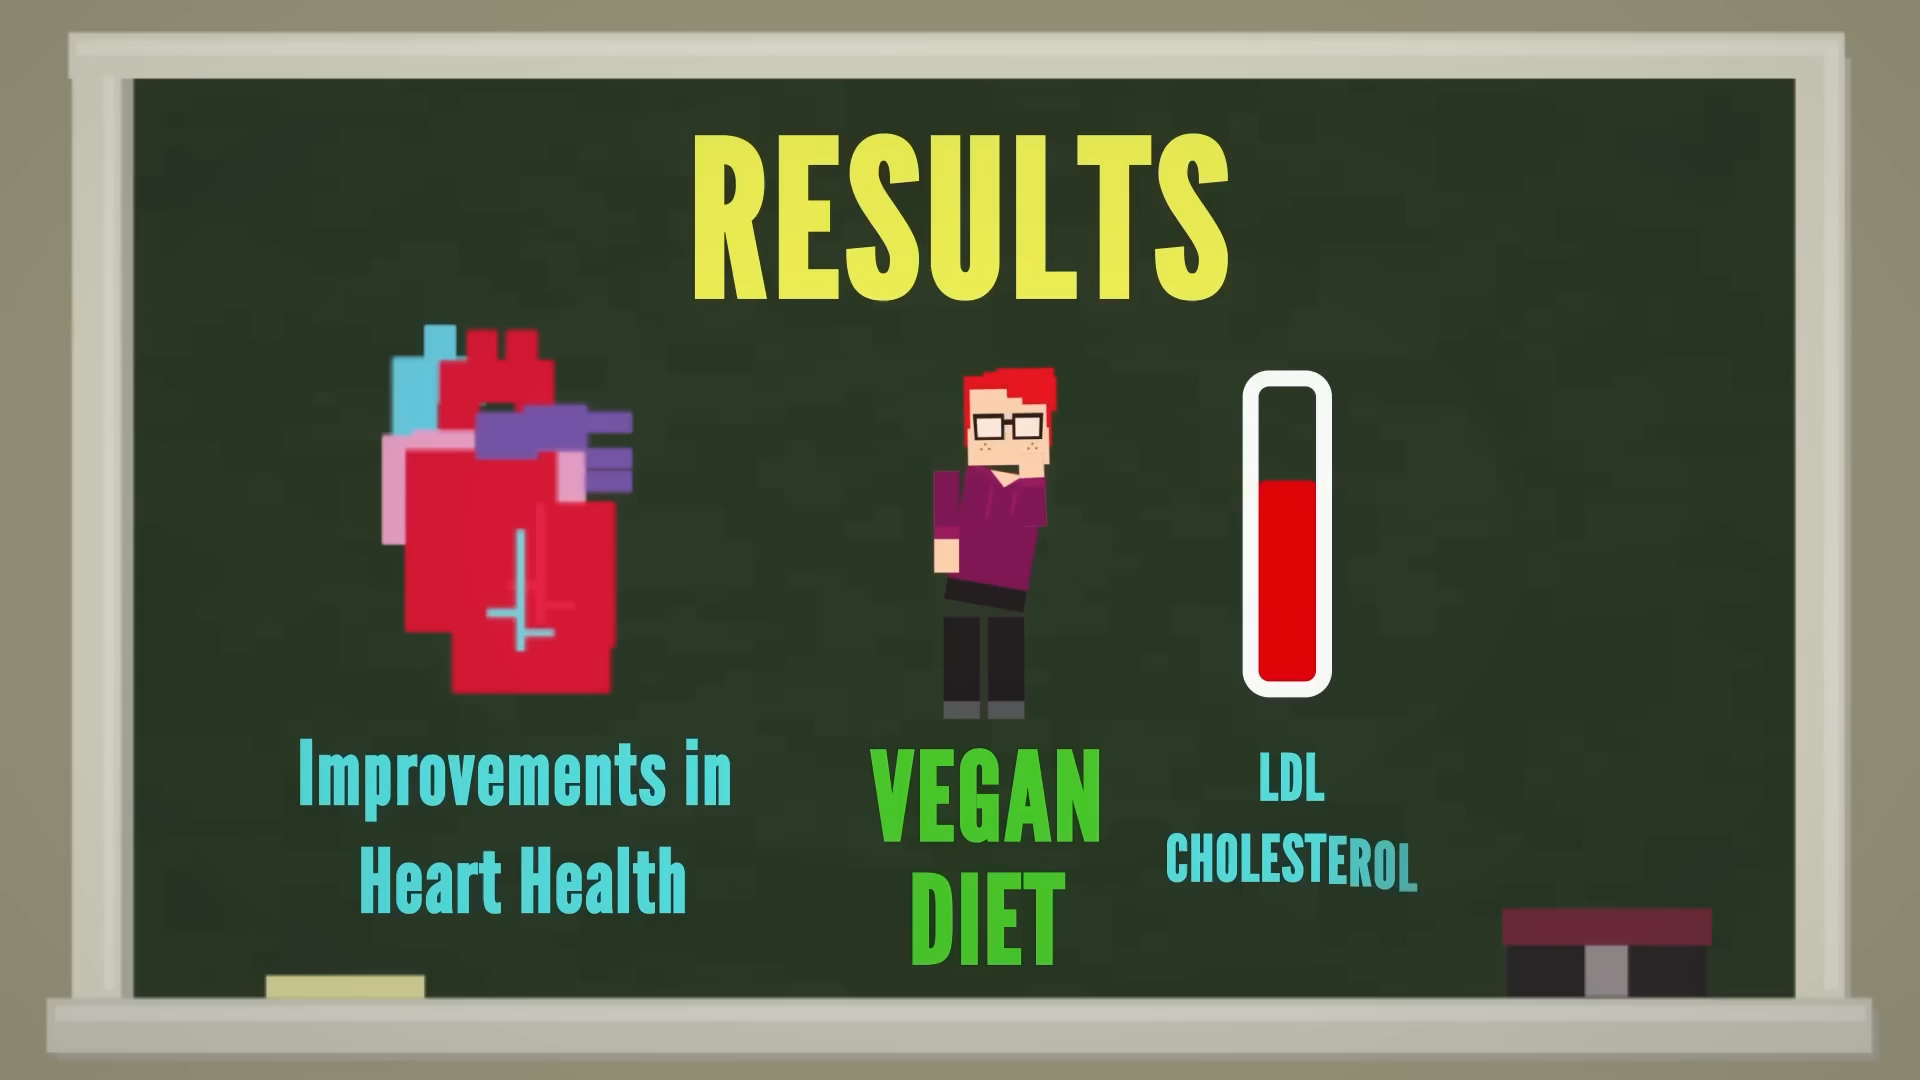 RESULTS
Improvements in
Heart Health
VEGAN
DIET
LDL
CHOLESTEROL